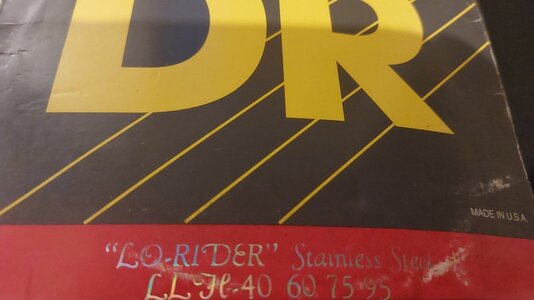 DR
MADE IN U.S.A.
"LO-RIDER" Stainless Steel
LLH-40 60 75 95